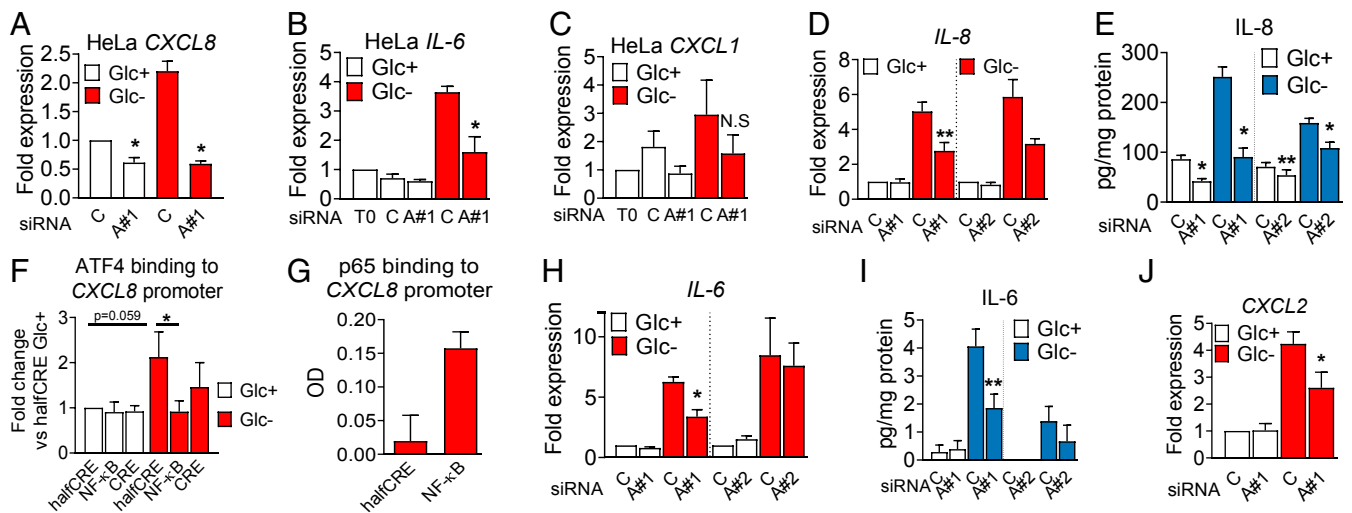 A
HeLa CXCL8
Fold expression
2.5
2.0
1.5
1.0
0.5
0.0
Glc+
Glc-
*
*
siRNA
C
A#1
C
A#1
B
HeLa IL-6
Fold expression
6
5
4
3
2
1
0
Glc+
Glc-
*
siRNA T0 C A#1 C A#1
C
HeLa CXCL1
Fold expression
5
4
3
2
1
0
Glc+
Glc-
N.S
siRNA T0 C A#1 C A#1
D
IL-8
Fold expression
8
6
4
2
0
Glc+
Glc-
**
siRNA
C
A#1
C
A#1
C
A#2
C
A#2
E
IL-8
pg/mg protein
300
200
100
0
Glc+
Glc-
*
*
**
*
siRNA
C
A#1
C
A#1
C
A#2
C
A#2
F
ATF4 binding to
CXCL8 promoter
Fold change
vs halfCRE Glc+
3
2
1
0
p=0.059
*
Glc+
Glc-
halfCRE
NF-κB
CRE
halfCRE
NF-κB
CRE
G
p65 binding to
CXCL8 promoter
OD
0.20
0.15
0.10
0.05
0.00
halfCRE
NF-κB
H
IL-6
Fold expression
10
5
0
Glc+
Glc-
*
siRNA
C
A#1
C
A#1
C
A#2
C
A#2
I
IL-6
pg/mg protein
5
4
3
2
1
0
Glc+
Glc-
**
siRNA
C
A#1
C
A#1
C
A#2
C
A#2
J
CXCL2
Fold expression
5
4
3
2
1
0
Glc+
Glc-
*
siRNA
C
A#1
C
A#1